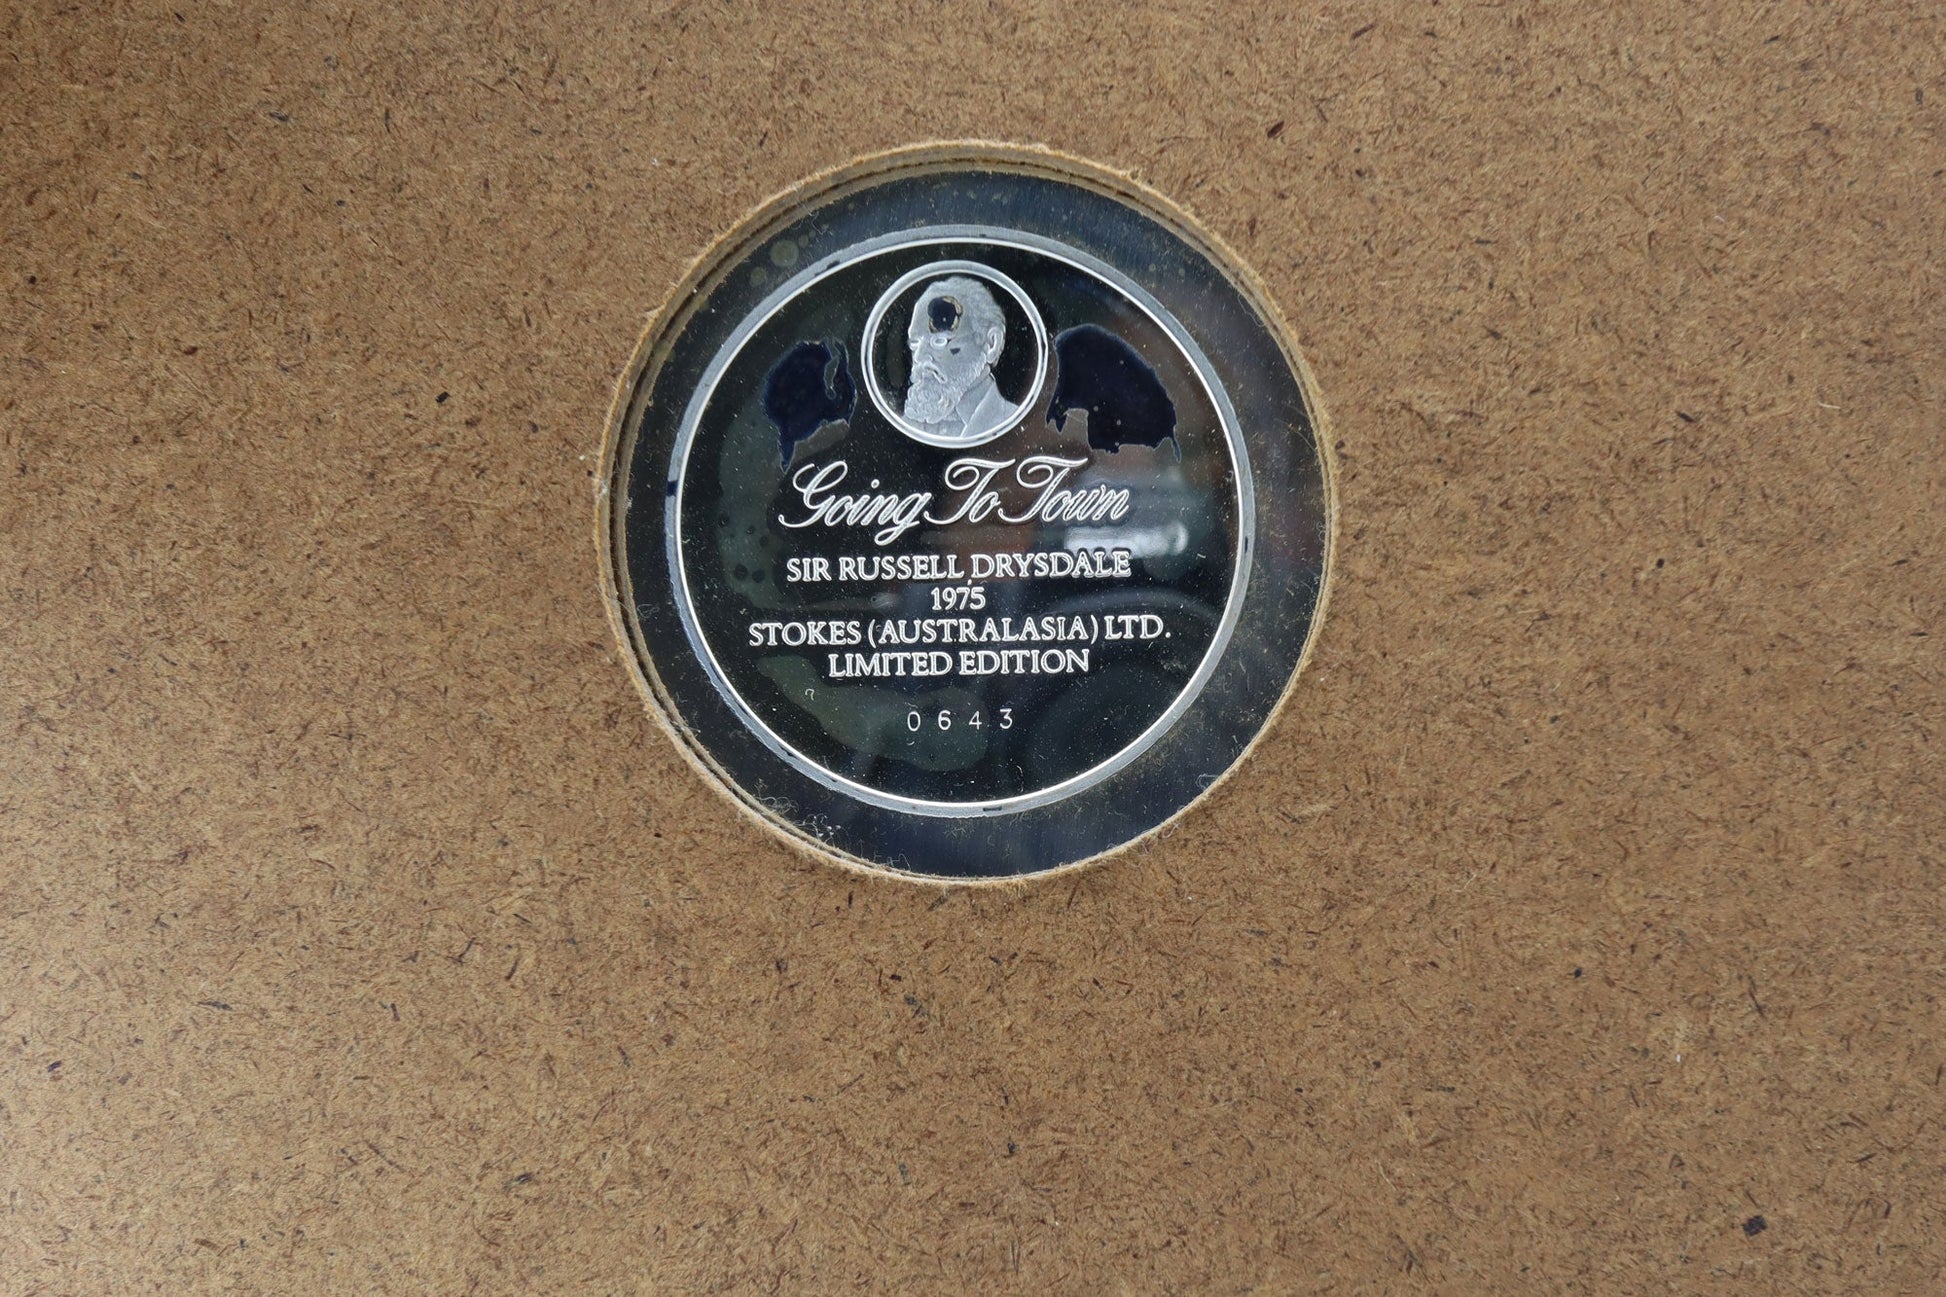 Going To Town
SIR RUSSELL DRYSDALE
1975
STOKES (AUSTRALASIA) LTD.
LIMITED EDITION
0643